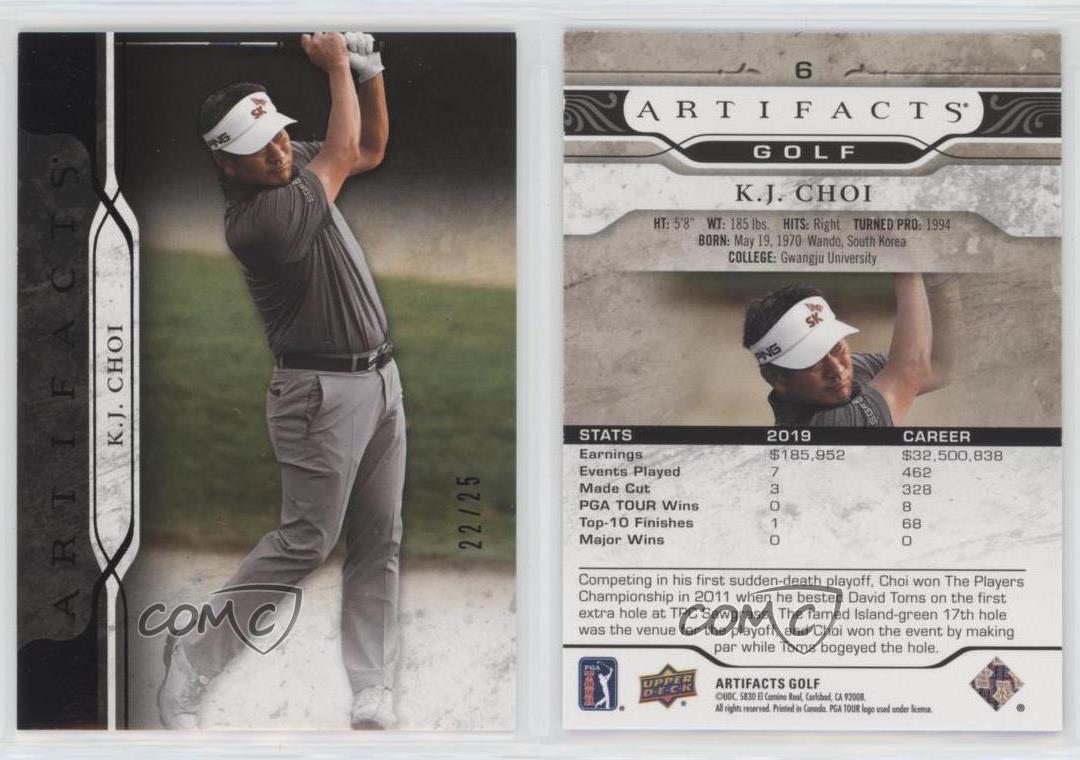 ARTIFACTS
K.J. CHOI
PING
SK
22/25
COMC
6
ARTIFACTS®
GOLF
K.J. CHOI
HT: 5'8" WT: 185 lbs. HITS: Right TURNED PRO: 1994
BORN: May 19, 1970 Wando, South Korea
COLLEGE: Gwangju University
PING
SK
STATS 2019 CAREER
Earnings $185,952 $32,500,838
Events Played 7 462
Made Cut 3 328
PGA TOUR Wins 0 8
Top-10 Finishes 1 68
Major Wins 0 0
Competing in his first sudden-death playoff, Choi won The Players
Championship in 2011 when he bested David Toms on the first
extra hole at TPC Sawgrass. The famed Island-green 17th hole
was the venue for the playoff, and Choi won the event by making
par while Toms bogeyed the hole.
COMC
PGA TOUR
UPPER DECK
ARTIFACTS GOLF
©UDC. 5830 El Camino Real, Carlsbad, CA 92008.
All rights reserved. Printed in Canada. PGA TOUR logo used under license.